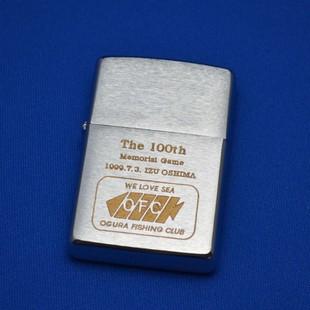 The 100th
Memorial Game
1999.7.3. IZU OSHIMA
WE LOVE SEA
OFC
OGURA FISHING CLUB